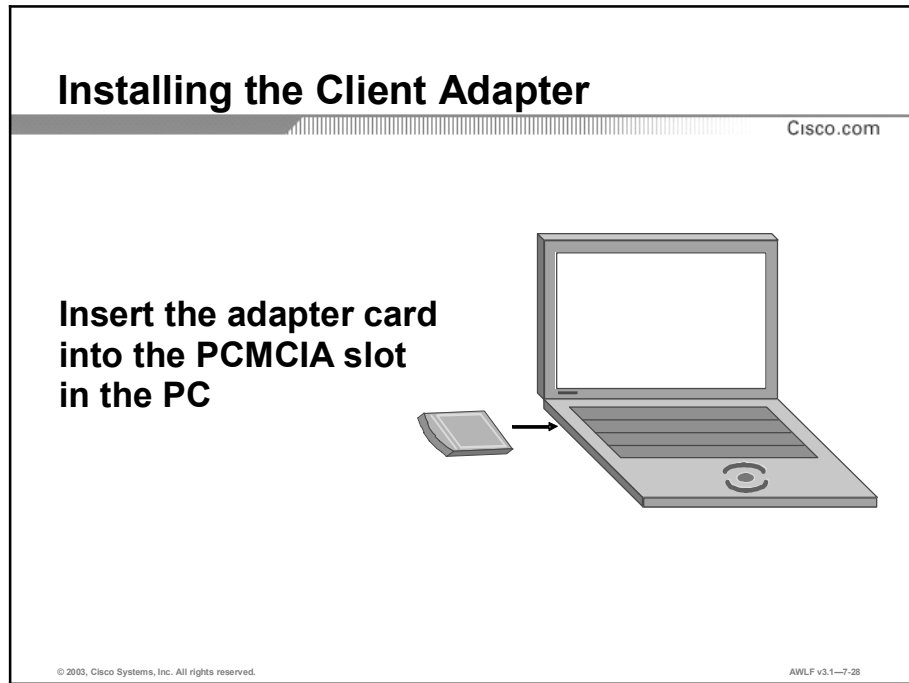 Installing the Client Adapter
Cisco.com
Insert the adapter card
into the PCMCIA slot
in the PC
© 2003, Cisco Systems, Inc. All rights reserved.
AWLF v3.1—7-28